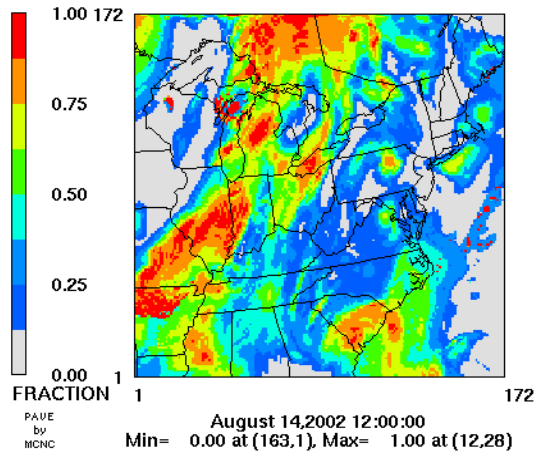 1.00 172
0.75
0.50
0.25
0.00 1
FRACTION 1 172
PAVE
by
MCNC
August 14,2002 12:00:00
Min= 0.00 at (163,1), Max= 1.00 at (12,28)